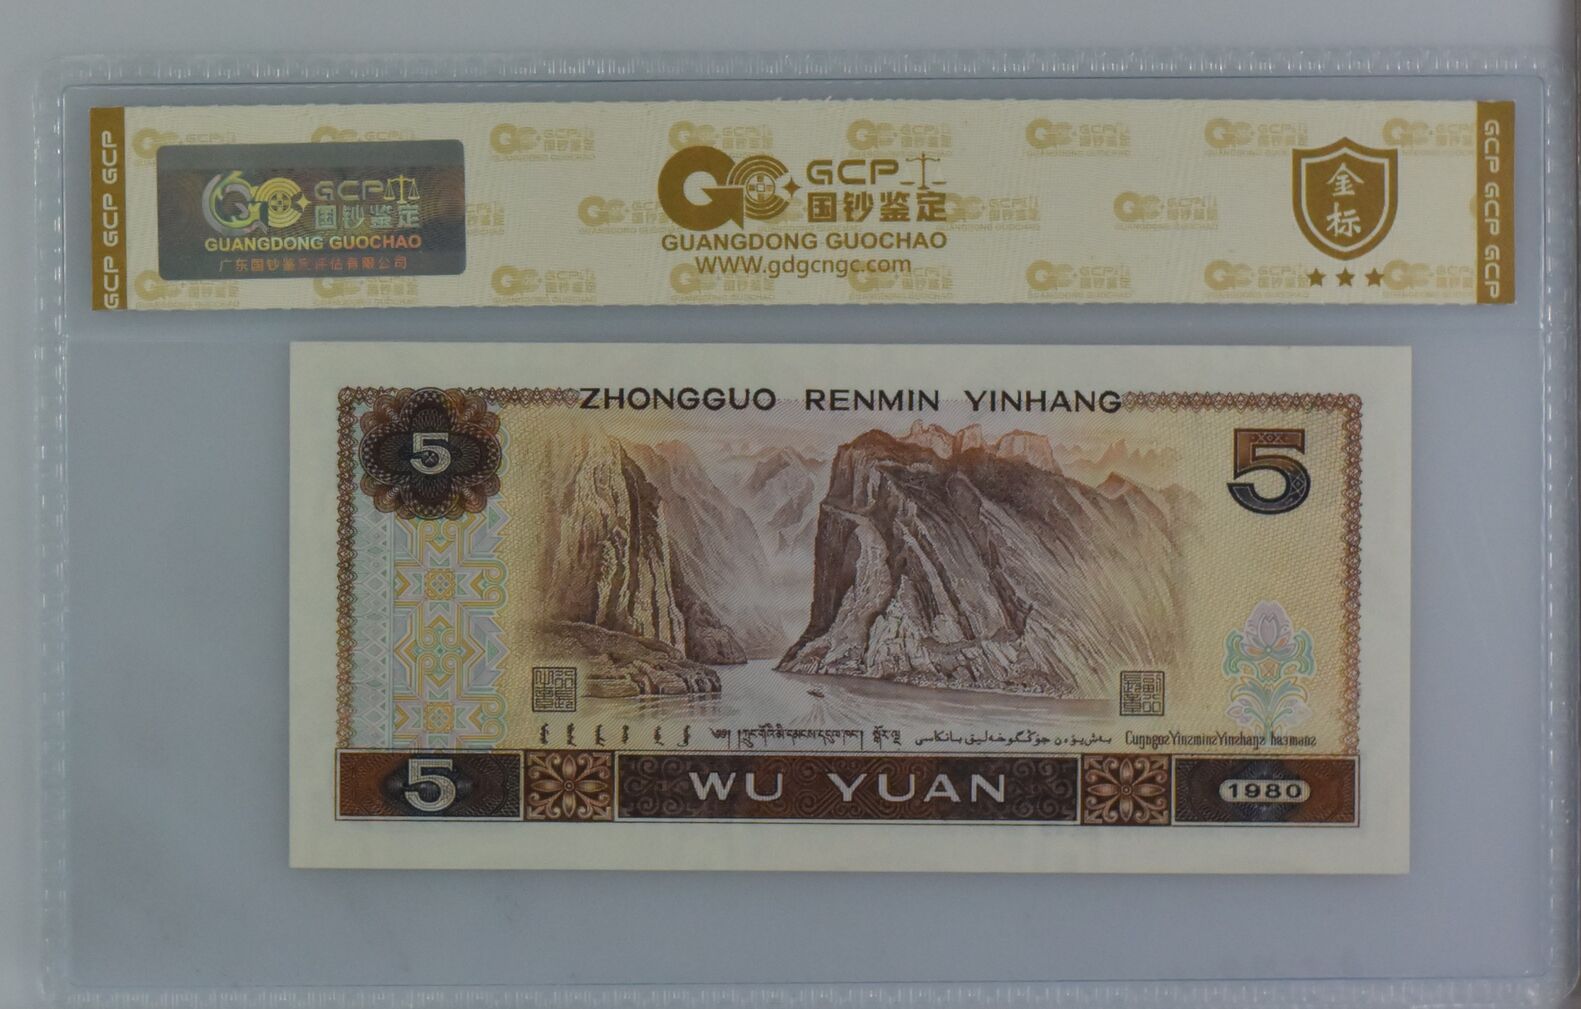 GCP GCP GCP
GCP
国钞鉴定
GUANGDONG GUOCHAO
广东国钞鉴定评估有限公司
GCP
国钞鉴定
GUANGDONG GUOCHAO
WWW.gdgcngc.com
金标
GCP GCP GCP
ZHONGGUO RENMIN YINHANG
5
5
5
WU YUAN
1980